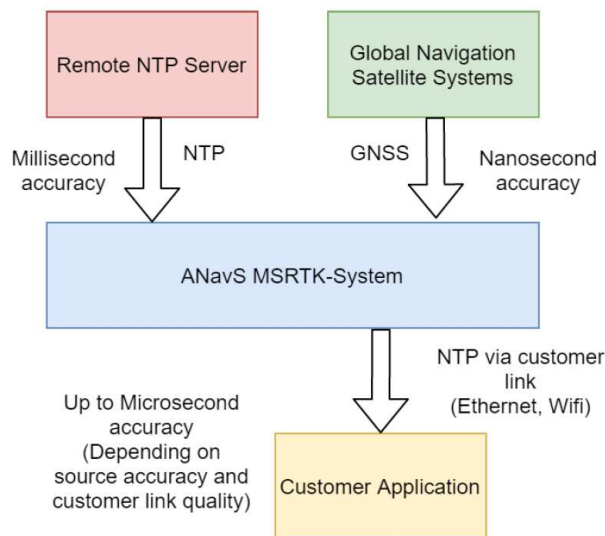 Remote NTP Server
Global Navigation
Satellite Systems
Millisecond
accuracy
NTP
GNSS
Nanosecond
accuracy
ANavS MSRTK-System
NTP via customer
link
(Ethernet, Wifi)
Up to Microsecond
accuracy
(Depending on
source accuracy and
customer link quality)
Customer Application